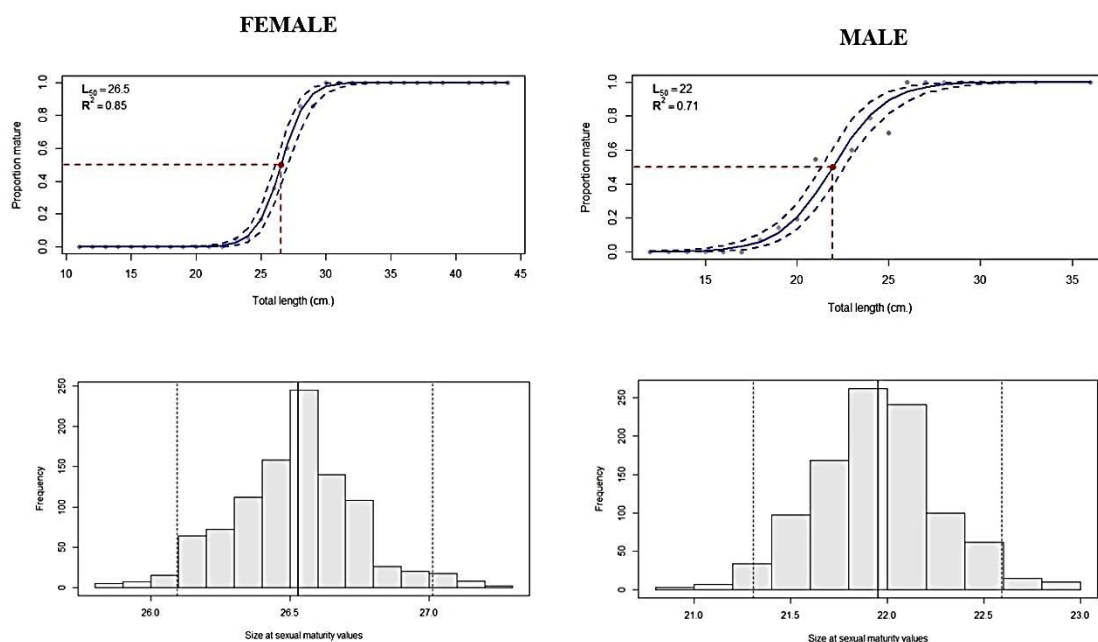 FEMALE
L50 = 26.5
R2 = 0.85
Proportion mature
0.0 0.2 0.4 0.6 0.8 1.0
10 15 20 25 30 35 40 45
Total length (cm.)
MALE
L50 = 22
R2 = 0.71
Proportion mature
0.0 0.2 0.4 0.6 0.8 1.0
15 20 25 30 35
Total length (cm.)
Frequency
0 50 100 150 200 250
26.0 26.5 27.0
Size at sexual maturity values
Frequency
0 50 100 150 200 250
21.0 21.5 22.0 22.5 23.0
Size at sexual maturity values